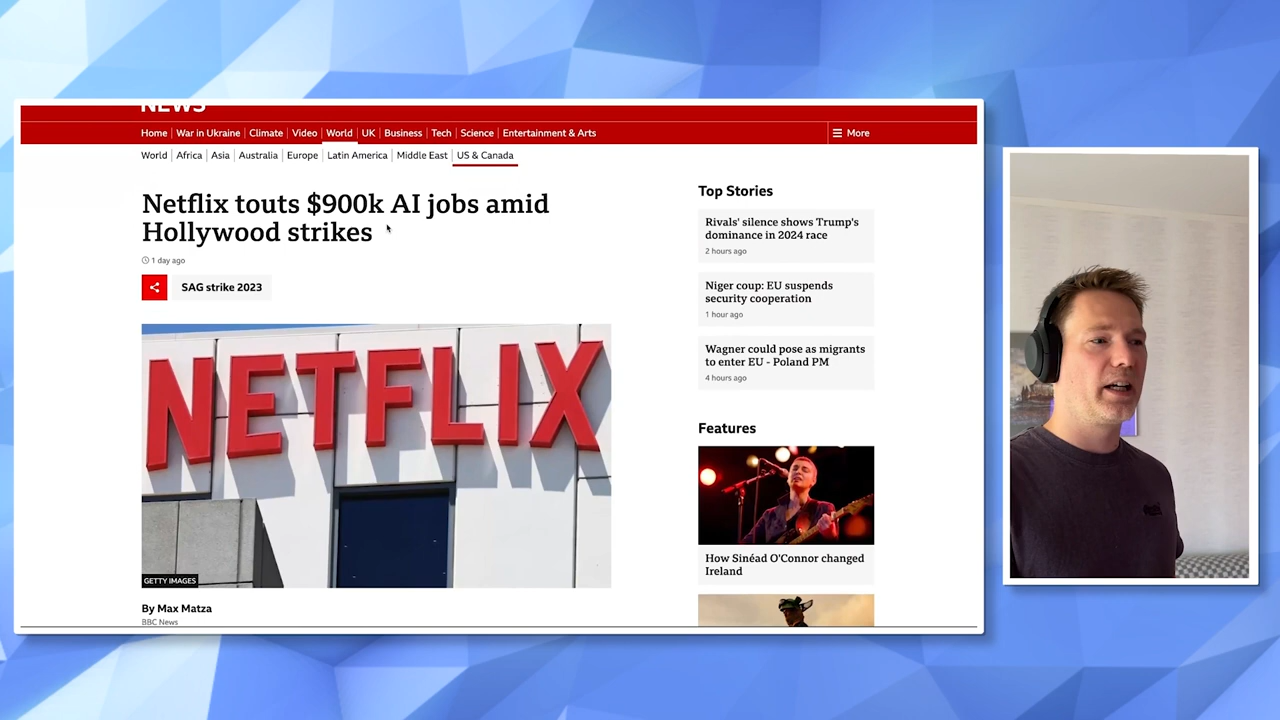 NEWS
Home
War in Ukraine
Climate
Video
World
UK
Business
Tech
Science
Entertainment & Arts
More
World
Africa
Asia
Australia
Europe
Latin America
Middle East
US & Canada
Netflix touts $900k AI jobs amid
Hollywood strikes
1 day ago
SAG strike 2023
NETFLIX
GETTY IMAGES
By Max Matza
BBC News
Top Stories
Rivals' silence shows Trump's
dominance in 2024 race
2 hours ago
Niger coup: EU suspends
security cooperation
1 hour ago
Wagner could pose as migrants
to enter EU - Poland PM
4 hours ago
Features
How Sinéad O'Connor changed
Ireland